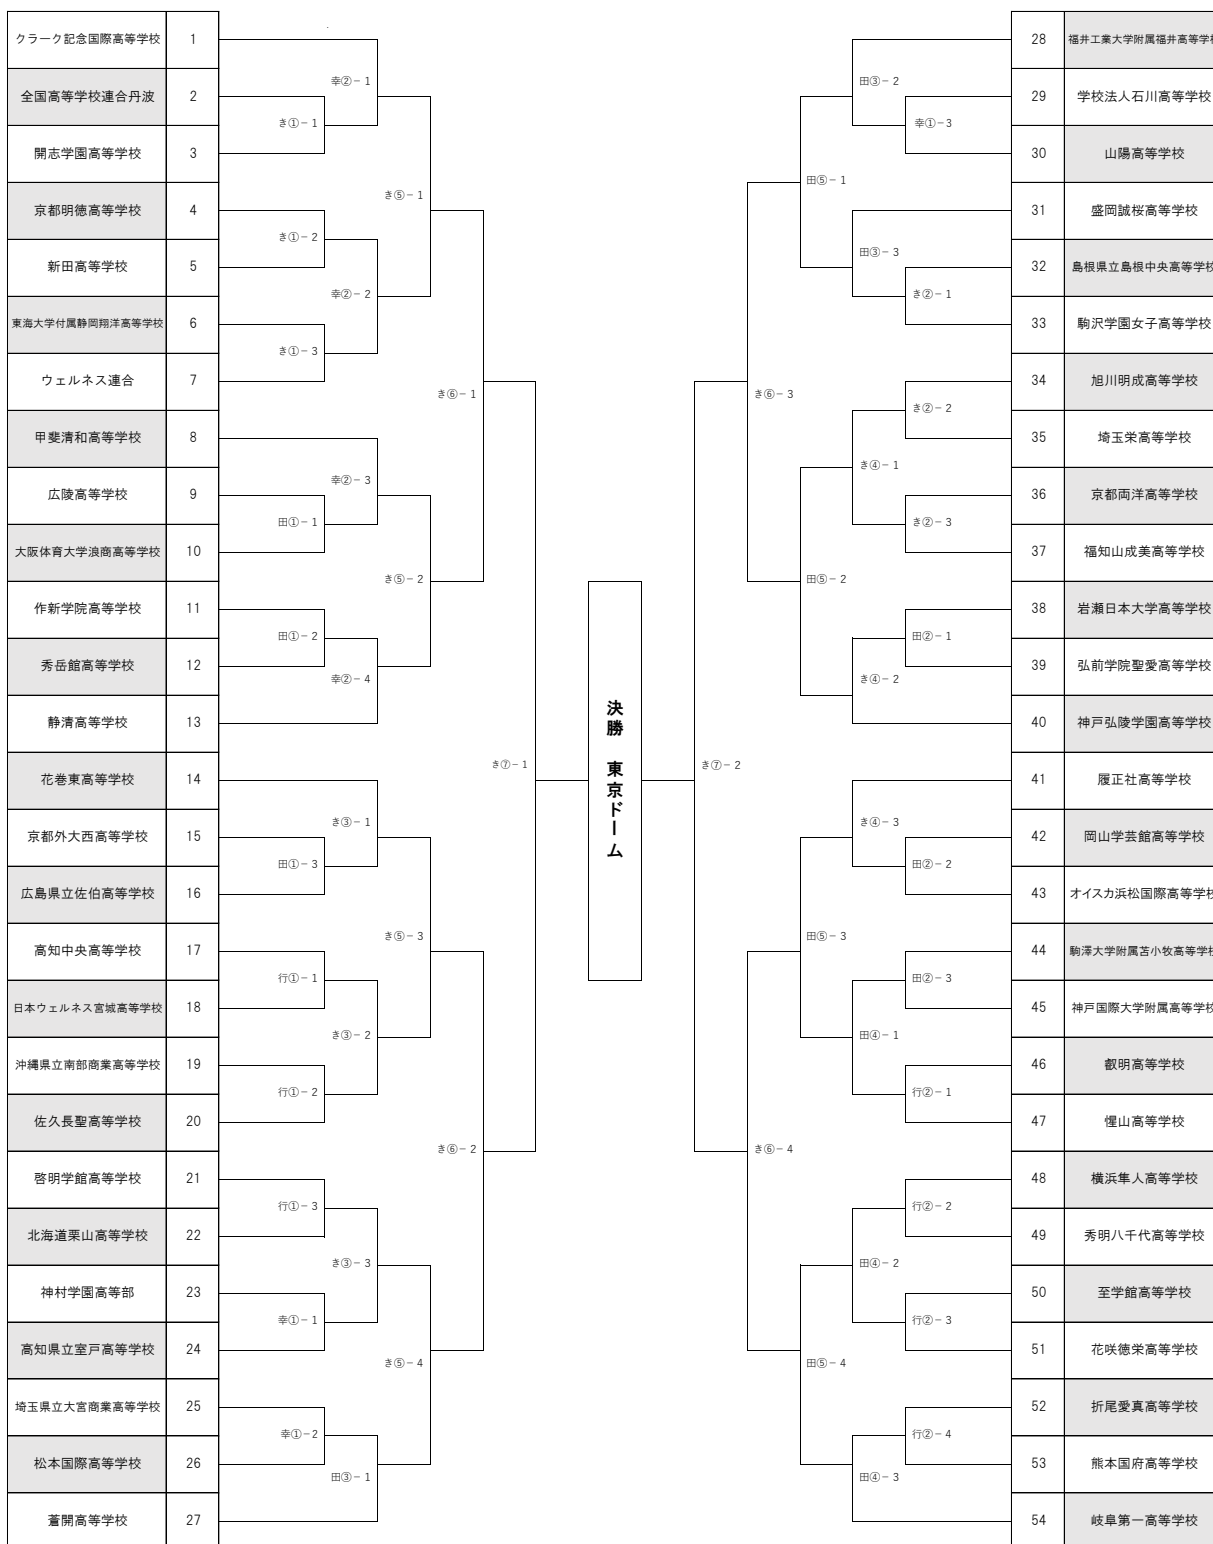 クラーク記念国際高等学校 1
全国高等学校連合丹波 2
開志学園高等学校 3
京都明徳高等学校 4
新田高等学校 5
東海大学付属静岡翔洋高等学校 6
ウェルネス連合 7
甲斐清和高等学校 8
広陵高等学校 9
大阪体育大学浪商高等学校 10
作新学院高等学校 11
秀岳館高等学校 12
静清高等学校 13
花巻東高等学校 14
京都外大西高等学校 15
広島県立佐伯高等学校 16
高知中央高等学校 17
日本ウェルネス宮城高等学校 18
沖縄県立南部商業高等学校 19
佐久長聖高等学校 20
啓明学館高等学校 21
北海道栗山高等学校 22
神村学園高等部 23
高知県立室戸高等学校 24
埼玉県立大宮商業高等学校 25
松本国際高等学校 26
蒼開高等学校 27
き①-1
き①-2
き①-3
田①-1
田①-2
田①-3
行①-1
行①-2
行①-3
幸①-1
幸①-2
幸②-1
幸②-2
幸②-3
幸②-4
き③-1
き③-2
き③-3
田③-1
き⑤-1
き⑤-2
き⑤-3
き⑤-4
き⑥-1
き⑥-2
き⑦-1
決勝 東京ドーム
き⑦-2
き⑥-3
き⑥-4
田⑤-1
田⑤-2
田⑤-3
田⑤-4
田③-2
田③-3
き④-1
き④-2
き④-3
田④-1
田④-2
田④-3
幸①-3
き②-1
き②-2
き②-3
田②-1
田②-2
田②-3
行②-1
行②-2
行②-3
行②-4
28 福井工業大学附属福井高等学校
29 学校法人石川高等学校
30 山陽高等学校
31 盛岡誠桜高等学校
32 島根県立島根中央高等学校
33 駒沢学園女子高等学校
34 旭川明成高等学校
35 埼玉栄高等学校
36 京都両洋高等学校
37 福知山成美高等学校
38 岩瀬日本大学高等学校
39 弘前学院聖愛高等学校
40 神戸弘陵学園高等学校
41 履正社高等学校
42 岡山学芸館高等学校
43 オイスカ浜松国際高等学校
44 駒澤大学附属苫小牧高等学校
45 神戸国際大学附属高等学校
46 叡明高等学校
47 惺山高等学校
48 横浜隼人高等学校
49 秀明八千代高等学校
50 至学館高等学校
51 花咲徳栄高等学校
52 折尾愛真高等学校
53 熊本国府高等学校
54 岐阜第一高等学校